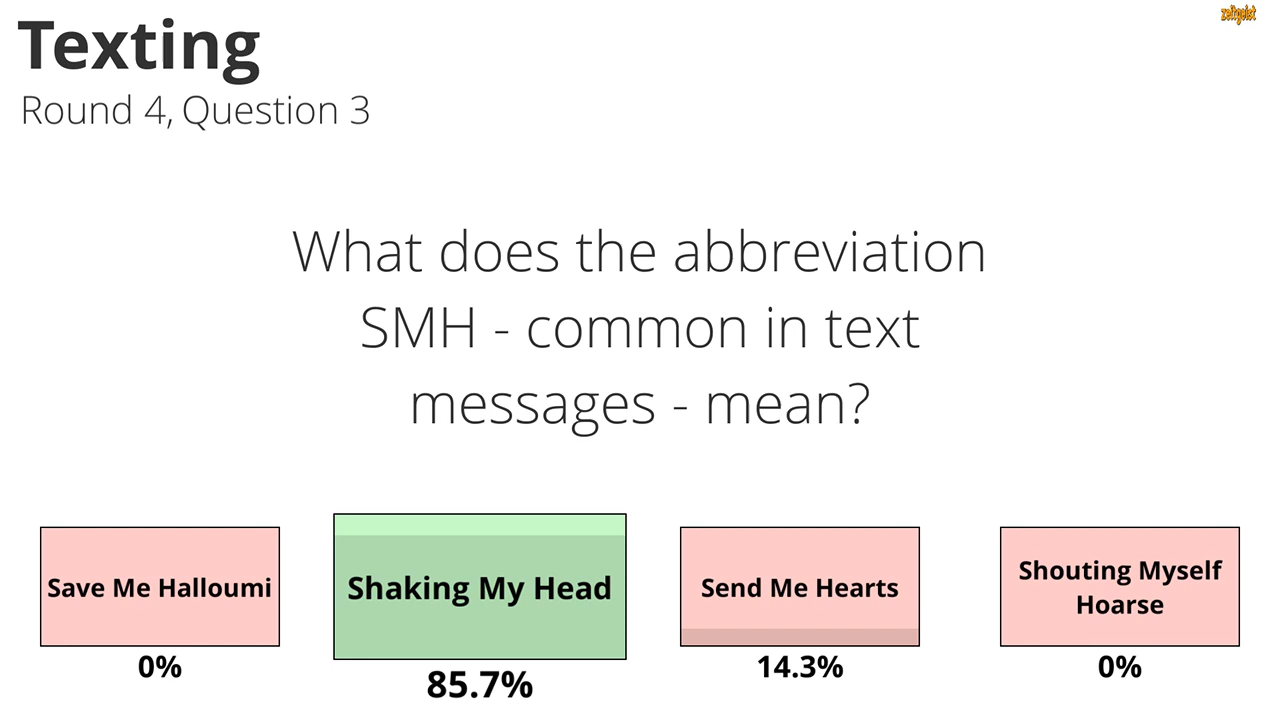 Texting
zeitgeist
Round 4, Question 3
What does the abbreviation
SMH - common in text
messages - mean?
Save Me Halloumi
Shaking My Head
Send Me Hearts
Shouting Myself
Hoarse
0%
85.7%
14.3%
0%